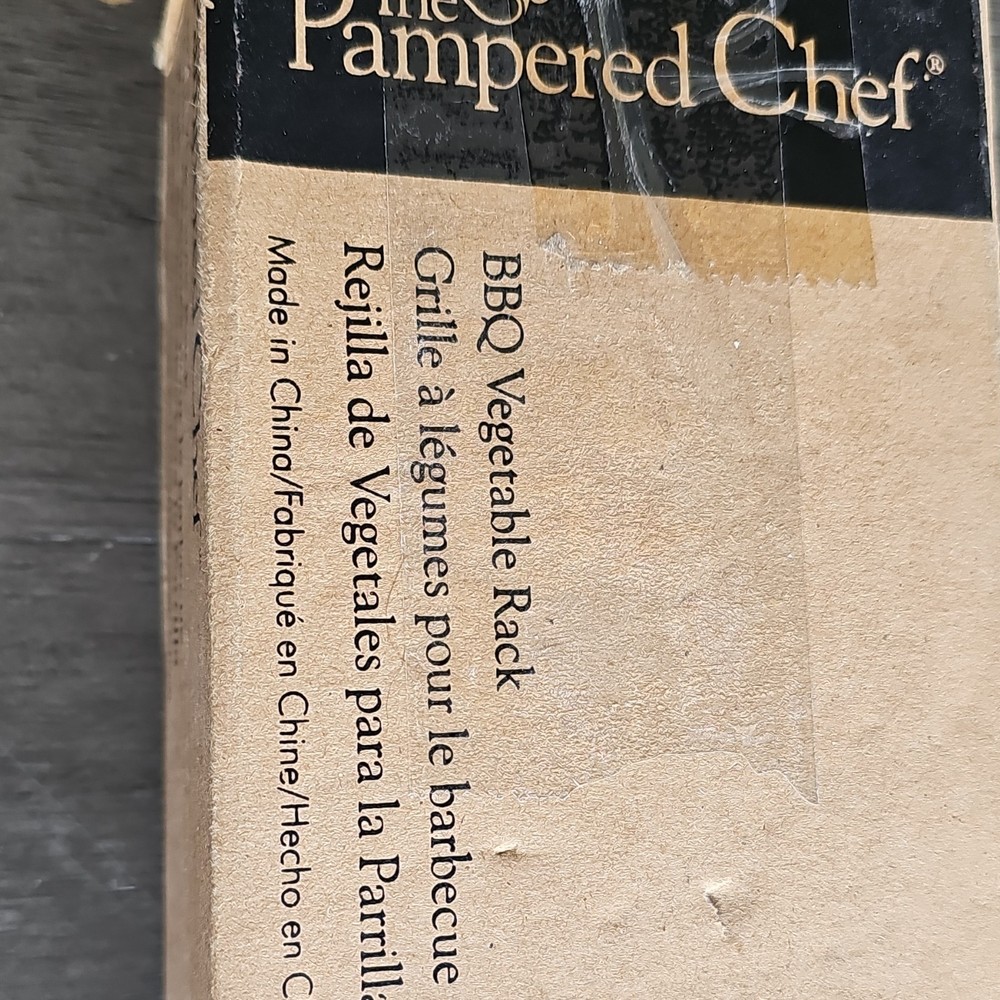 The
Pampered Chef®
BBQ Vegetable Rack
Grille à légumes pour le barbecue
Rejilla de Vegetales para la Parrilla
Made in China/Fabriqué en Chine/Hecho en C